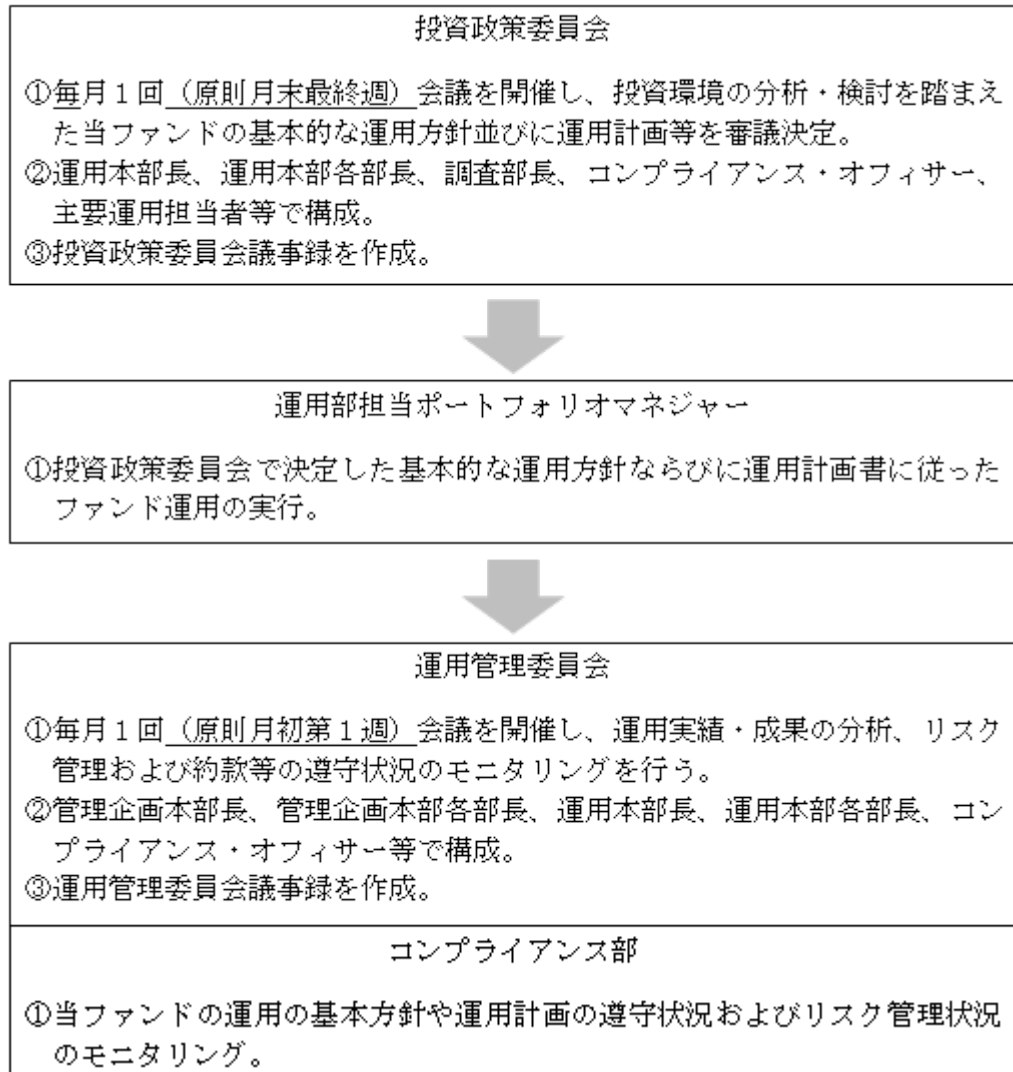 投資政策委員会
①毎月1回（原則月末最終週）会議を開催し、投資環境の分析・検討を踏まえ
た当ファンドの基本的な運用方針並びに運用計画等を審議決定。
②運用本部長、運用本部各部長、調査部長、コンプライアンス・オフィサー、
主要運用担当者等で構成。
③投資政策委員会議事録を作成。
運用部担当ポートフォリオマネジャー
①投資政策委員会で決定した基本的な運用方針ならびに運用計画書に従った
ファンド運用の実行。
運用管理委員会
①毎月1回（原則月初第1週）会議を開催し、運用実績・成果の分析、リスク
管理および約款等の遵守状況のモニタリングを行う。
②管理企画本部長、管理企画本部各部長、運用本部長、運用本部各部長、コン
プライアンス・オフィサー等で構成。
③運用管理委員会議事録を作成。
コンプライアンス部
①当ファンドの運用の基本方針や運用計画の遵守状況およびリスク管理状況
のモニタリング。